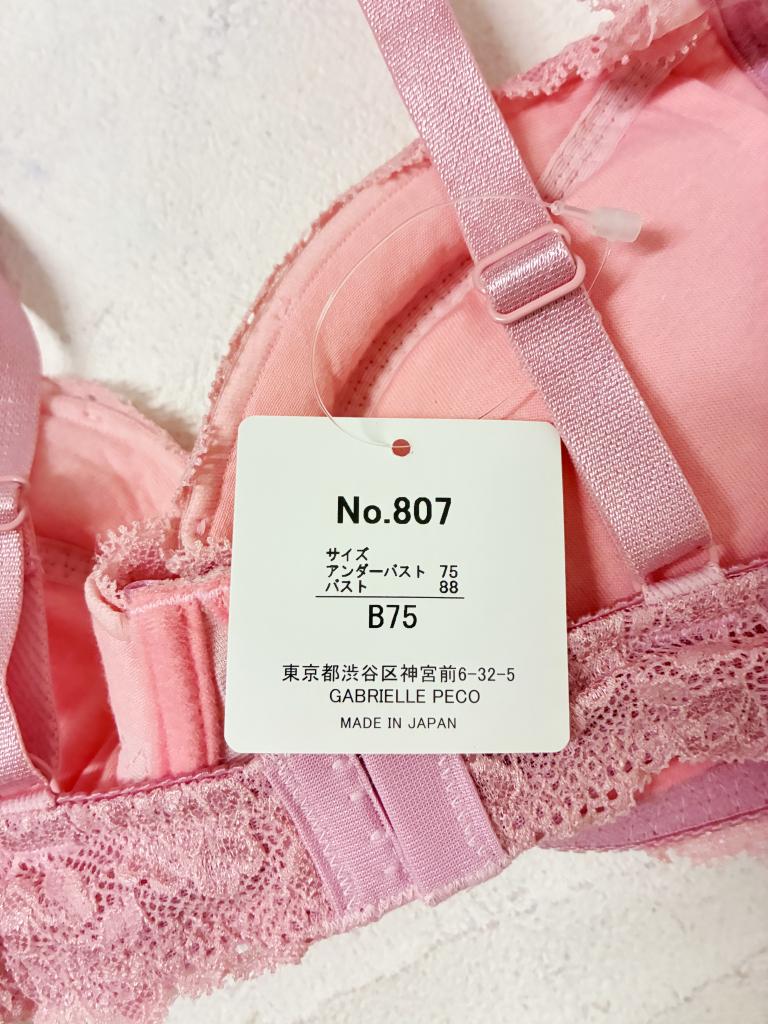 No.807
サイズ
アンダーバスト 75
バスト 88
B75
東京都渋谷区神宮前6-32-5
GABRIELLE PECO
MADE IN JAPAN